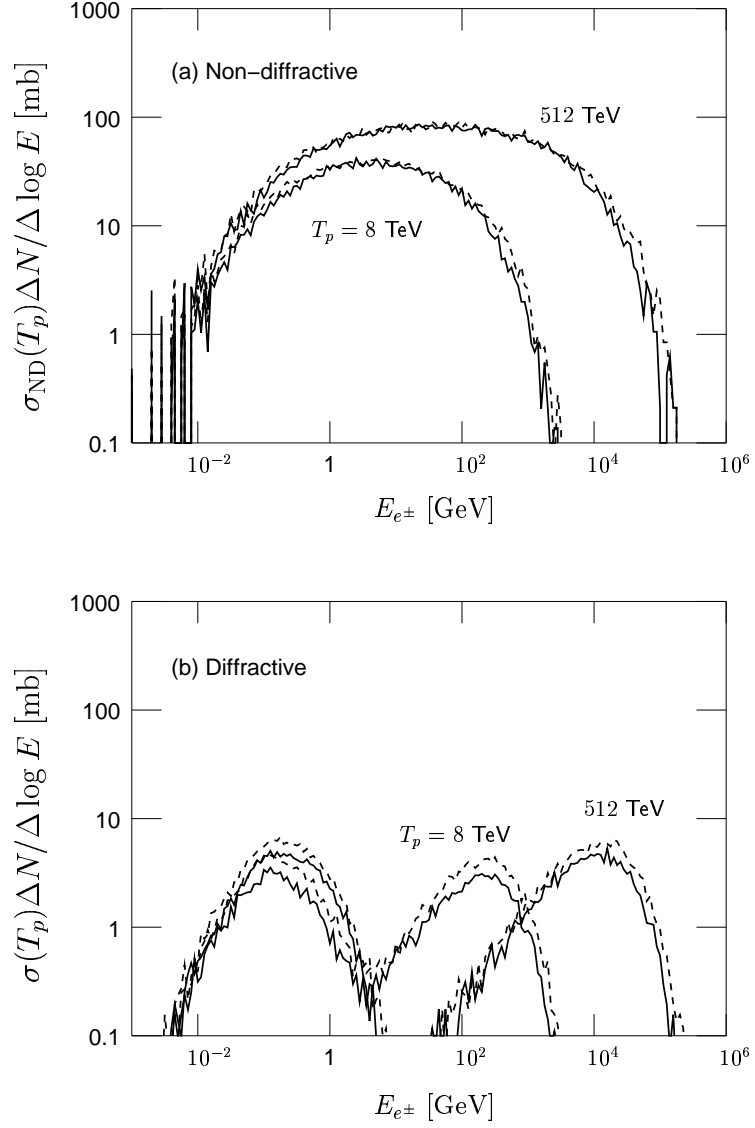 1000
(a) Non−diffractive
512 TeV
100
T_p = 8 TeV
10
1
0.1
10^{-2} 1 10^2 10^4 10^6
σ_{ND}(T_p)ΔN/Δ log E [mb]
E_{e^±} [GeV]
1000
(b) Diffractive
100
512 TeV
T_p = 8 TeV
10
1
0.1
10^{-2} 1 10^2 10^4 10^6
σ(T_p)ΔN/Δ log E [mb]
E_{e^±} [GeV]